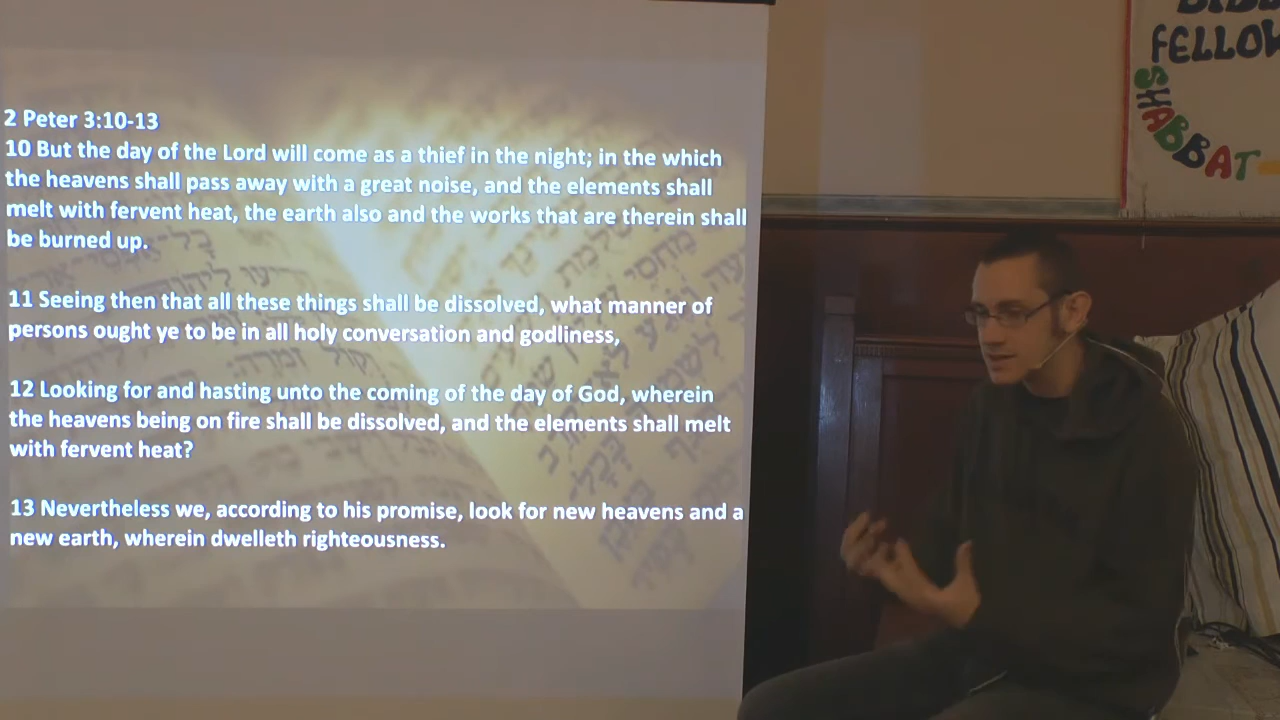 2 Peter 3:10-13
10 But the day of the Lord will come as a thief in the night; in the which
the heavens shall pass away with a great noise, and the elements shall
melt with fervent heat, the earth also and the works that are therein shall
be burned up.
11 Seeing then that all these things shall be dissolved, what manner of
persons ought ye to be in all holy conversation and godliness,
12 Looking for and hasting unto the coming of the day of God, wherein
the heavens being on fire shall be dissolved, and the elements shall melt
with fervent heat?
13 Nevertheless we, according to his promise, look for new heavens and a
new earth, wherein dwelleth righteousness.
FELLOW
SHABBAT